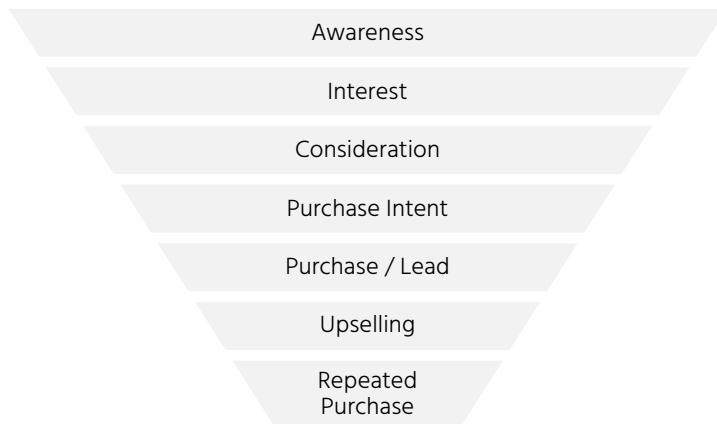 Awareness
Interest
Consideration
Purchase Intent
Purchase / Lead
Upselling
Repeated
Purchase